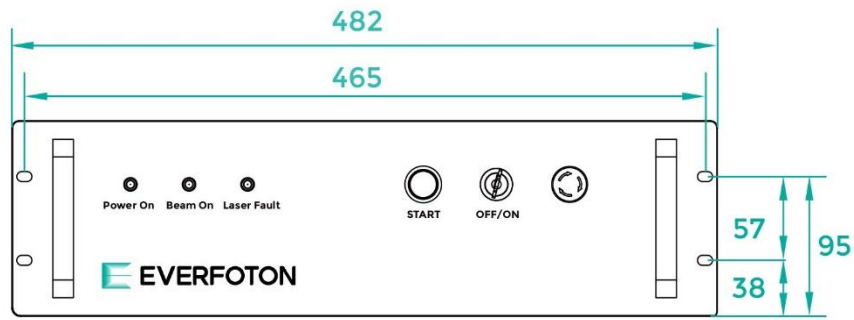 482
465
Power On Beam On Laser Fault
START OFF/ON
57
95
38
EVERFOTON